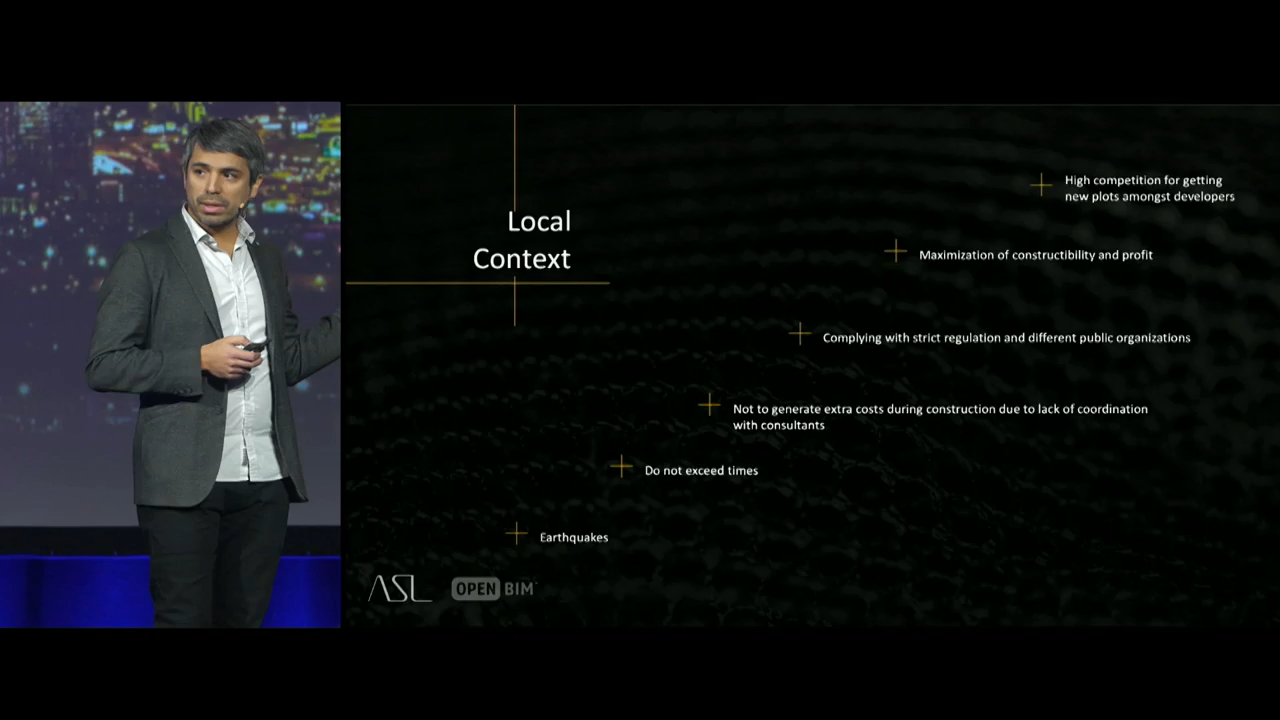 Local
Context
High competition for getting
new plots amongst developers
Maximization of constructibility and profit
Complying with strict regulation and different public organizations
Not to generate extra costs during construction due to lack of coordination
with consultants
Do not exceed times
Earthquakes
ASL OPEN BIM